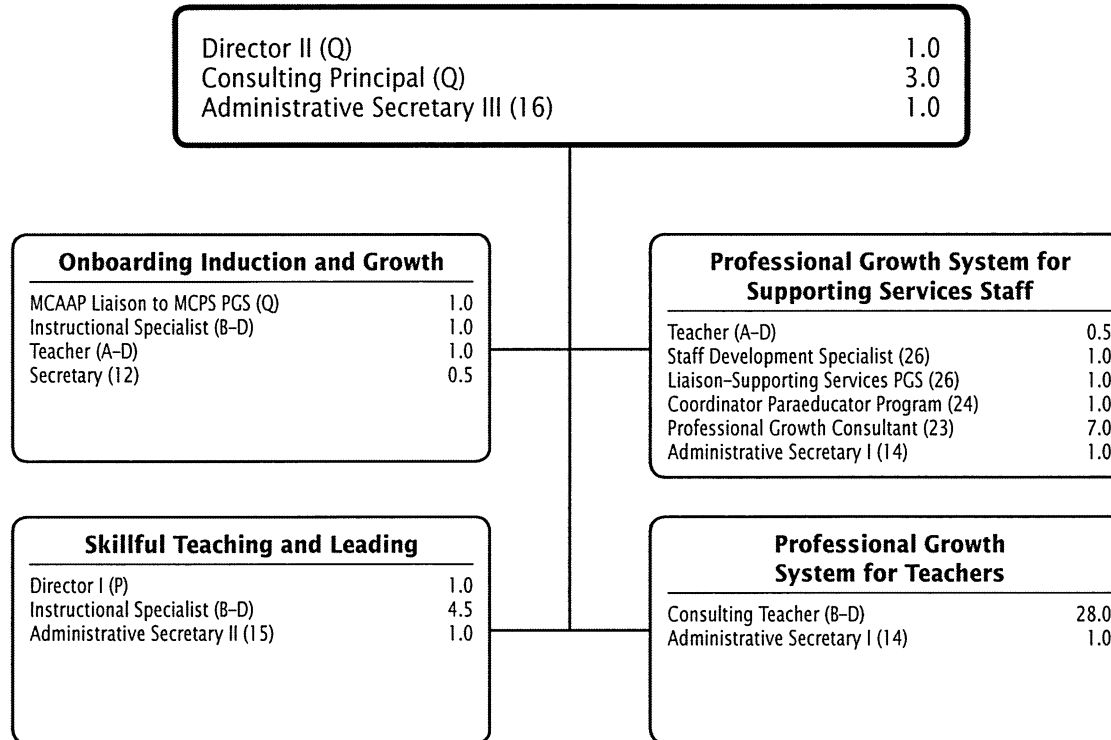 Director II (Q) 1.0
Consulting Principal (Q) 3.0
Administrative Secretary III (16) 1.0
Onboarding Induction and Growth
MCAAP Liaison to MCPS PGS (Q) 1.0
Instructional Specialist (B–D) 1.0
Teacher (A–D) 1.0
Secretary (12) 0.5
Professional Growth System for
Supporting Services Staff
Teacher (A–D) 0.5
Staff Development Specialist (26) 1.0
Liaison–Supporting Services PGS (26) 1.0
Coordinator Paraeducator Program (24) 1.0
Professional Growth Consultant (23) 7.0
Administrative Secretary I (14) 1.0
Skillful Teaching and Leading
Director I (P) 1.0
Instructional Specialist (B–D) 4.5
Administrative Secretary II (15) 1.0
Professional Growth
System for Teachers
Consulting Teacher (B–D) 28.0
Administrative Secretary I (14) 1.0